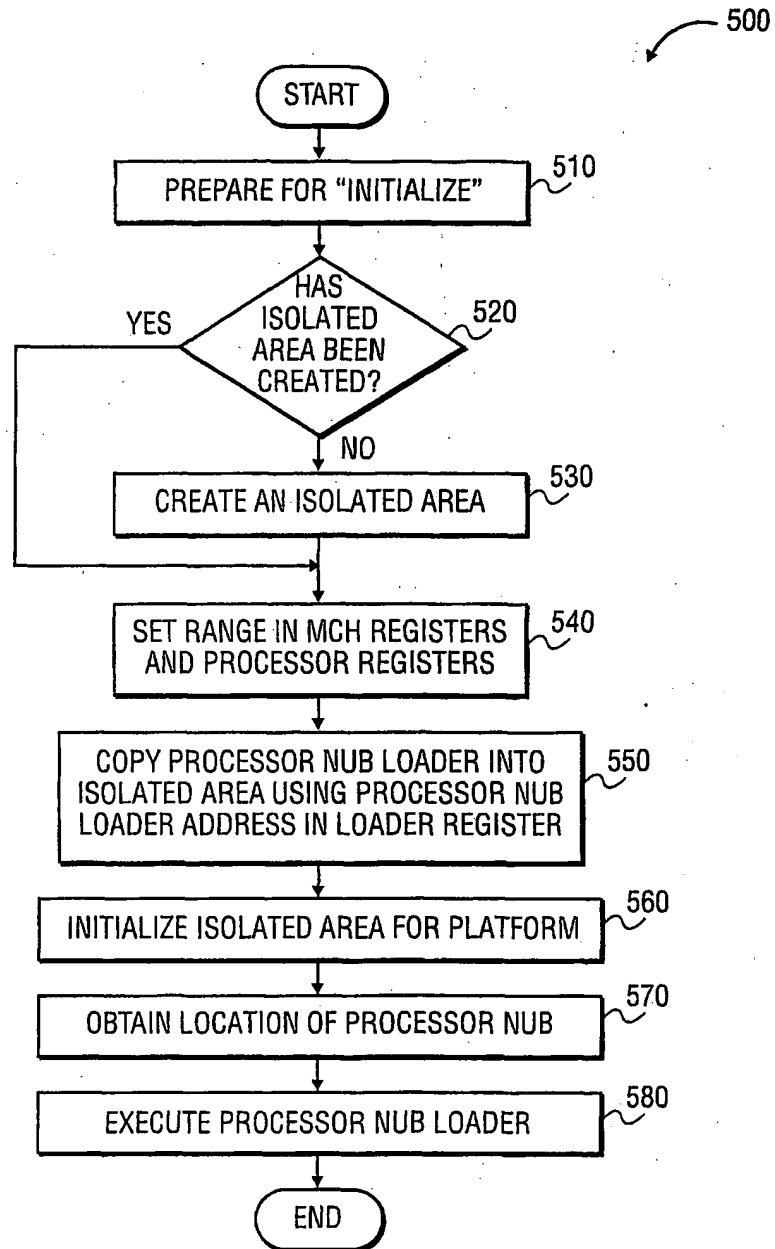 500
START
PREPARE FOR “INITIALIZE”
510
HAS
ISOLATED
AREA BEEN
CREATED?
520
YES
NO
CREATE AN ISOLATED AREA
530
SET RANGE IN MCH REGISTERS
AND PROCESSOR REGISTERS
540
COPY PROCESSOR NUB LOADER INTO
ISOLATED AREA USING PROCESSOR NUB
LOADER ADDRESS IN LOADER REGISTER
550
INITIALIZE ISOLATED AREA FOR PLATFORM
560
OBTAIN LOCATION OF PROCESSOR NUB
570
EXECUTE PROCESSOR NUB LOADER
580
END